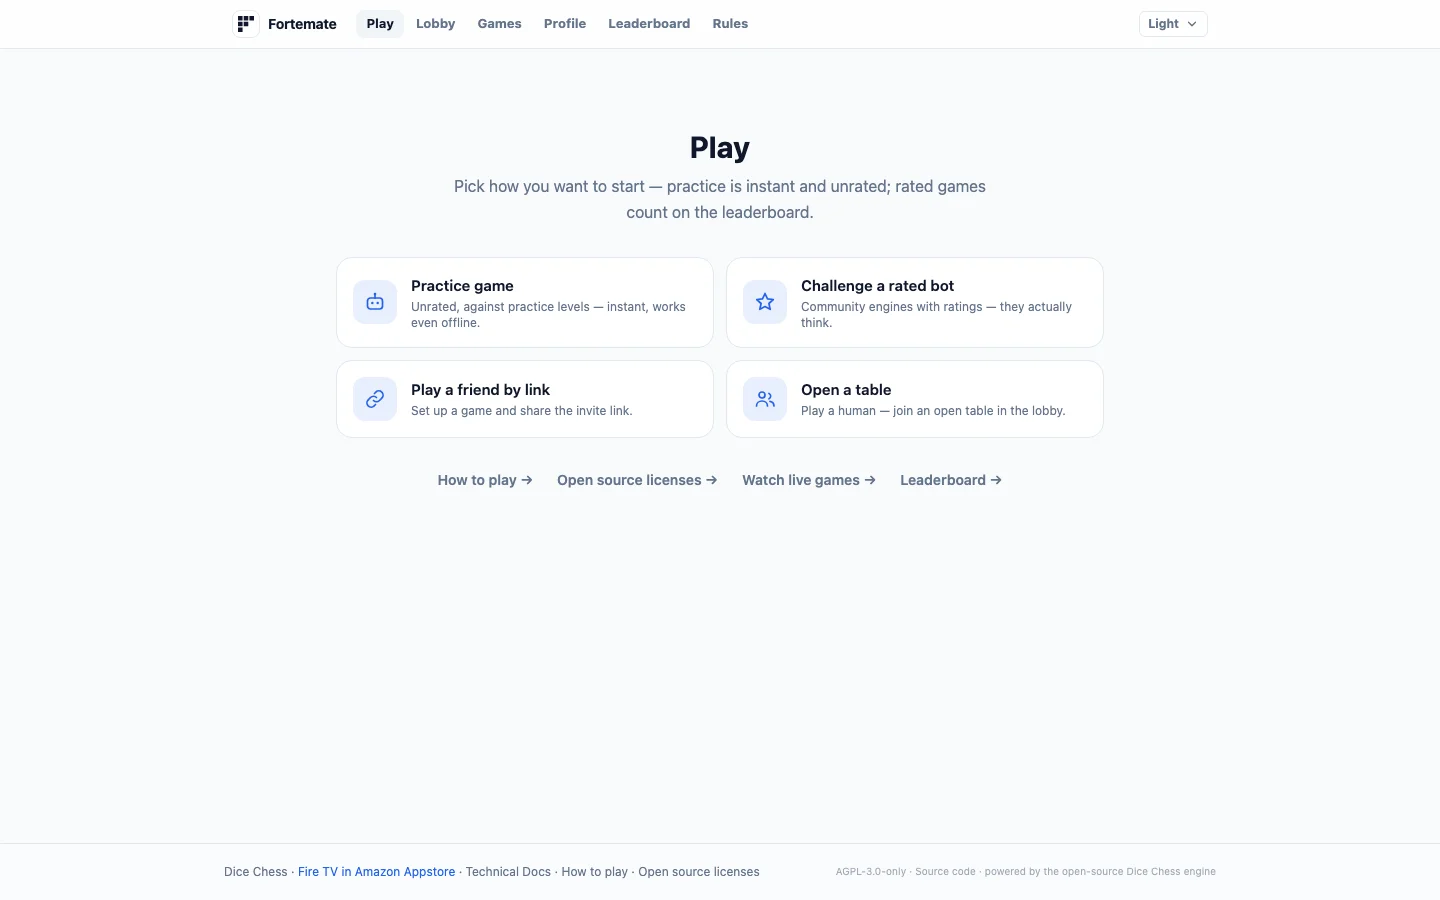 Fortemate
Play
Lobby
Games
Profile
Leaderboard
Rules
Light
Play
Pick how you want to start — practice is instant and unrated; rated games
count on the leaderboard.
Practice game
Unrated, against practice levels — instant, works
even offline.
Challenge a rated bot
Community engines with ratings — they actually
think.
Play a friend by link
Set up a game and share the invite link.
Open a table
Play a human — join an open table in the lobby.
How to play →
Open source licenses →
Watch live games →
Leaderboard →
Dice Chess · Fire TV in Amazon Appstore · Technical Docs · How to play · Open source licenses
AGPL-3.0-only · Source code · powered by the open-source Dice Chess engine